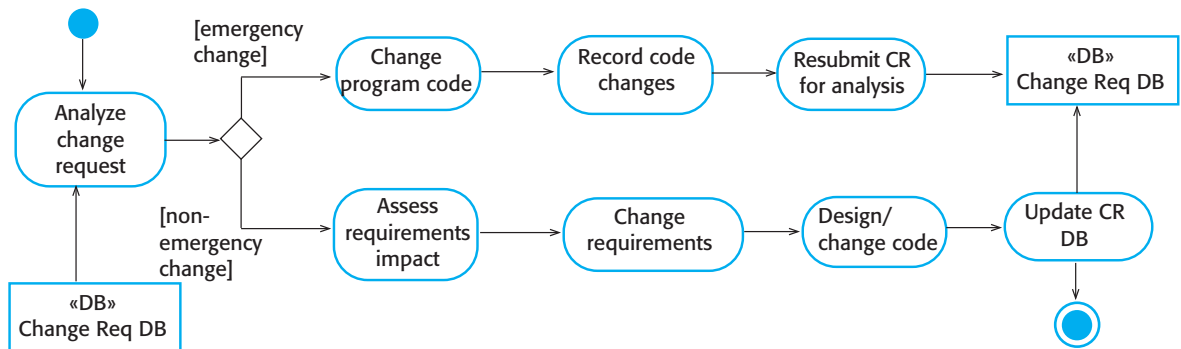 [emergency
change]
Change
program code
Record code
changes
Resubmit CR
for analysis
«DB»
Change Req DB
Analyze
change
request
[non-
emergency
change]
Assess
requirements
impact
Change
requirements
Design/
change code
Update CR
DB
«DB»
Change Req DB